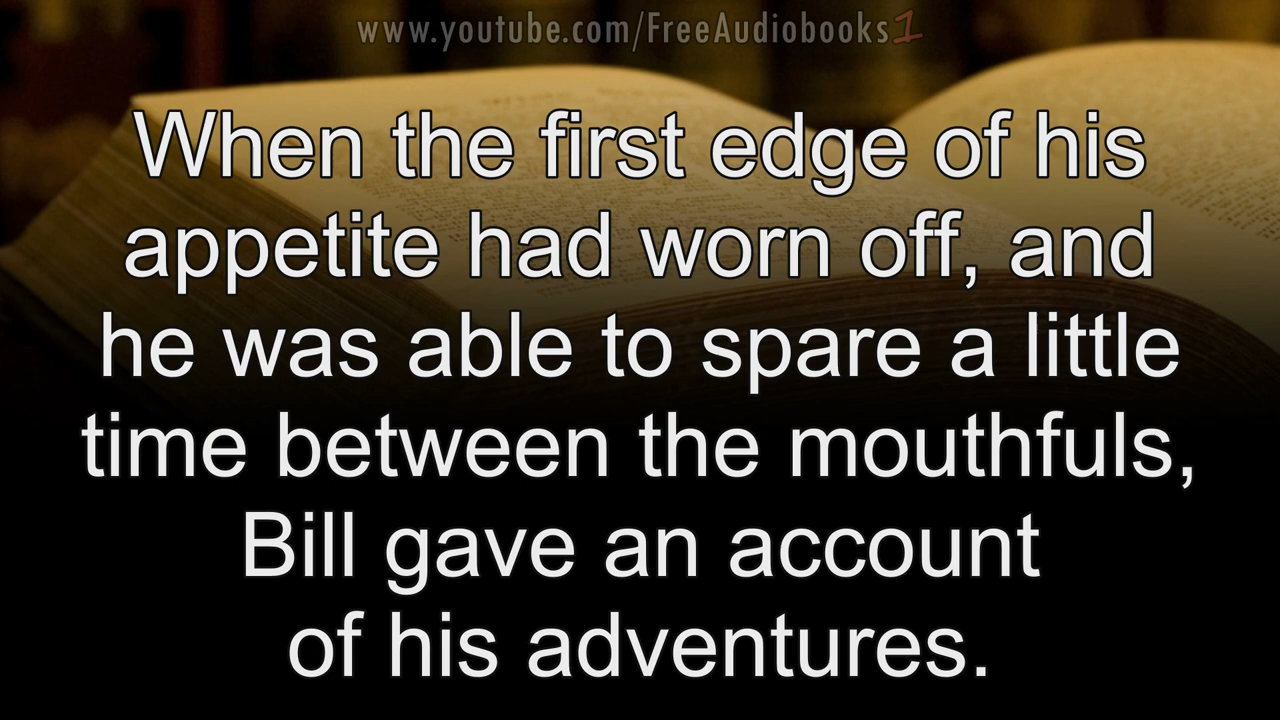 www.youtube.com/FreeAudiobooks1
When the first edge of his
appetite had worn off, and
he was able to spare a little
time between the mouthfuls,
Bill gave an account
of his adventures.